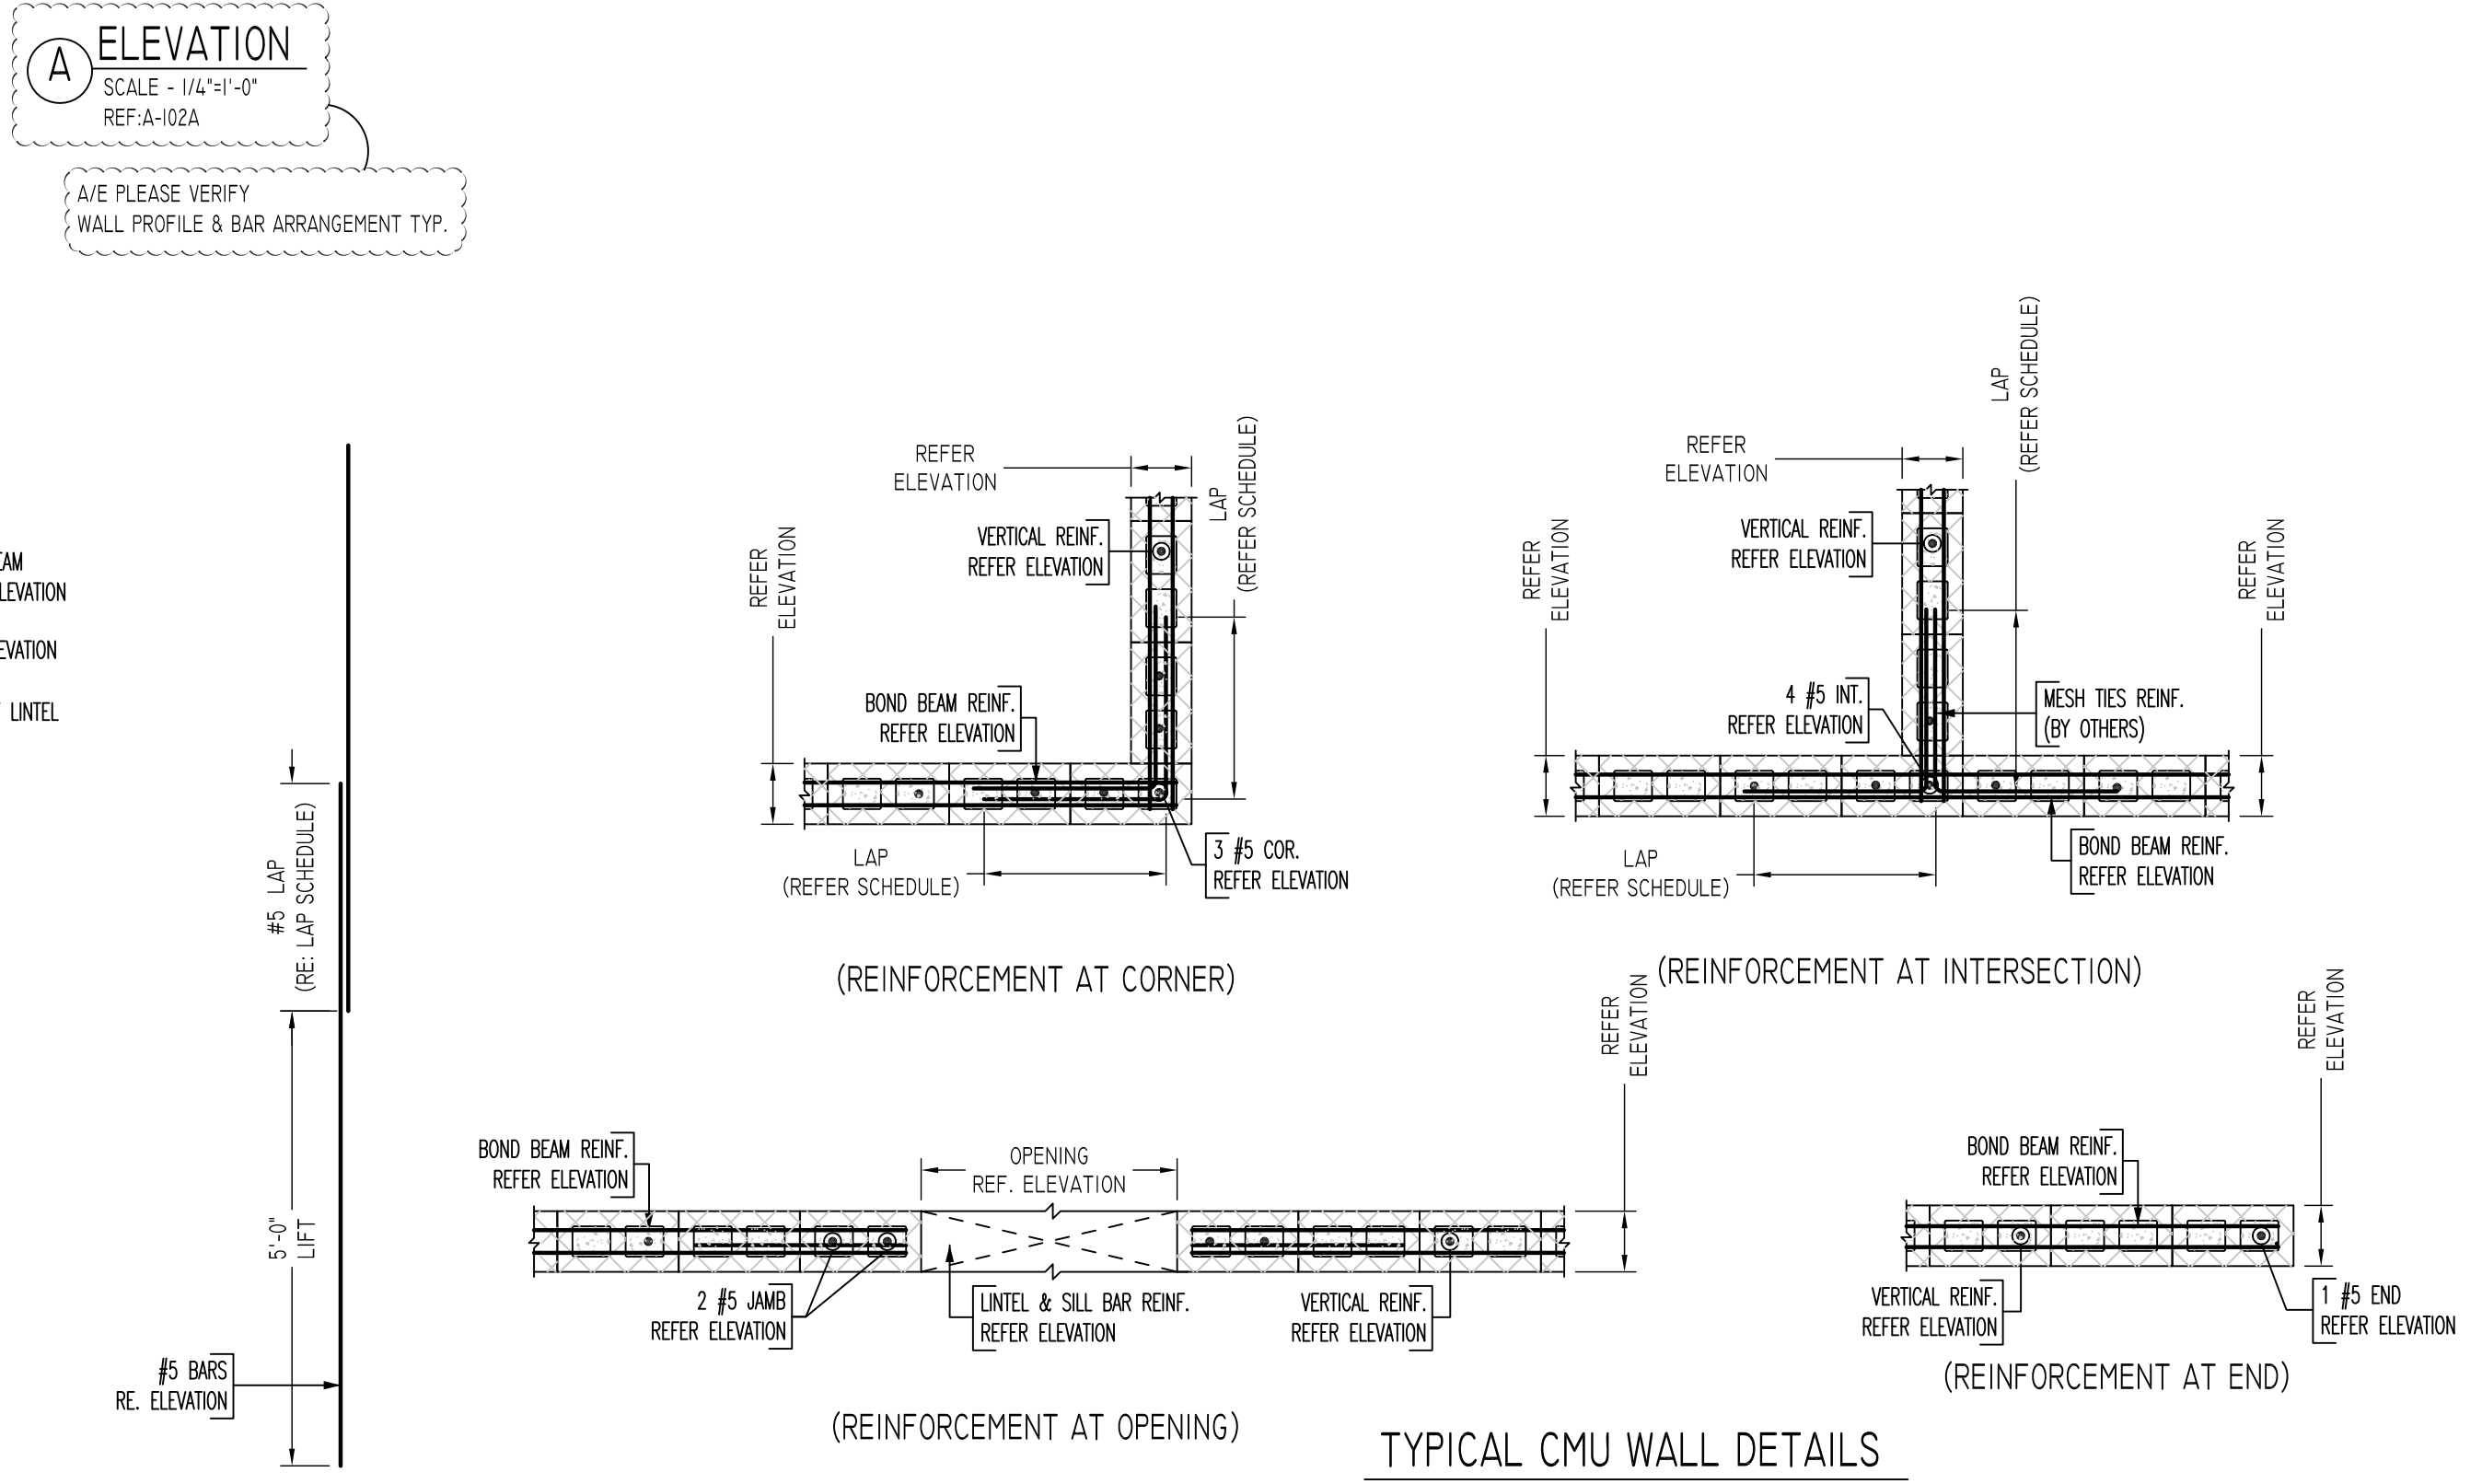 A
ELEVATION
SCALE - 1/4"=1'-0"
REF:A-102A
A/E PLEASE VERIFY
WALL PROFILE & BAR ARRANGEMENT TYP.
LINTEL
#5 LAP
(RE: LAP SCHEDULE)
5'-0"
LIFT
#5 BARS
RE. ELEVATION
REFER
ELEVATION
REFER
ELEVATION
VERTICAL REINF.
REFER ELEVATION
LAP
(REFER SCHEDULE)
BOND BEAM REINF.
REFER ELEVATION
LAP
(REFER SCHEDULE)
3 #5 COR.
REFER ELEVATION
(REINFORCEMENT AT CORNER)
REFER
ELEVATION
LAP
(REFER SCHEDULE)
REFER
ELEVATION
VERTICAL REINF.
REFER ELEVATION
REFER
ELEVATION
4 #5 INT.
REFER ELEVATION
MESH TIES REINF.
(BY OTHERS)
LAP
(REFER SCHEDULE)
BOND BEAM REINF.
REFER ELEVATION
(REINFORCEMENT AT INTERSECTION)
BOND BEAM REINF.
REFER ELEVATION
OPENING
REF. ELEVATION
REFER
ELEVATION
2 #5 JAMB
REFER ELEVATION
LINTEL & SILL BAR REINF.
REFER ELEVATION
VERTICAL REINF.
REFER ELEVATION
(REINFORCEMENT AT OPENING)
REFER
ELEVATION
BOND BEAM REINF.
REFER ELEVATION
VERTICAL REINF.
REFER ELEVATION
1 #5 END
REFER ELEVATION
(REINFORCEMENT AT END)
TYPICAL CMU WALL DETAILS